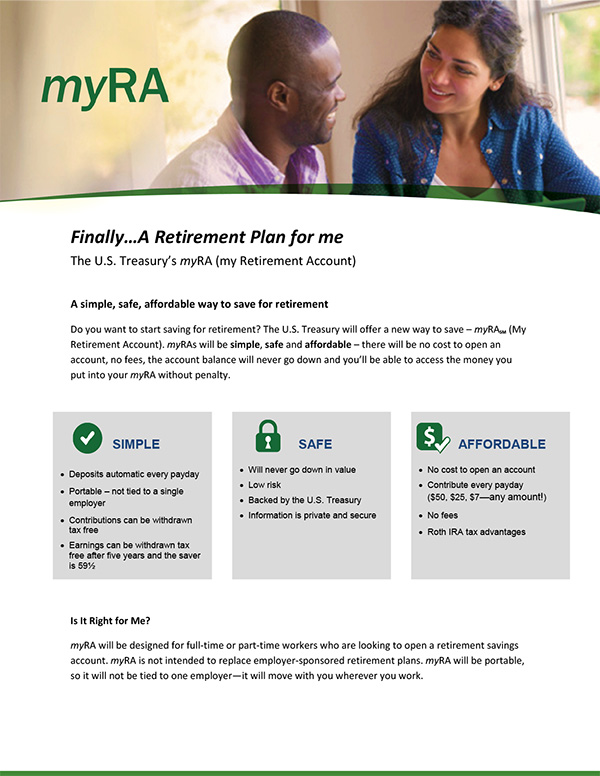 myRA
Finally…A Retirement Plan for me
The U.S. Treasury’s myRA (my Retirement Account)
A simple, safe, affordable way to save for retirement
Do you want to start saving for retirement? The U.S. Treasury will offer a new way to save – myRA℠ (My
Retirement Account). myRAs will be simple, safe and affordable – there will be no cost to open an
account, no fees, the account balance will never go down and you’ll be able to access the money you
put into your myRA without penalty.
SIMPLE
• Deposits automatic every payday
• Portable – not tied to a single
employer
• Contributions can be withdrawn
tax free
• Earnings can be withdrawn tax
free after five years and the saver
is 59½
SAFE
• Will never go down in value
• Low risk
• Backed by the U.S. Treasury
• Information is private and secure
$
AFFORDABLE
• No cost to open an account
• Contribute every payday
($50, $25, $7—any amount!)
• No fees
• Roth IRA tax advantages
Is It Right for Me?
myRA will be designed for full-time or part-time workers who are looking to open a retirement savings
account. myRA is not intended to replace employer-sponsored retirement plans. myRA will be portable,
so it will not be tied to one employer—it will move with you wherever you work.